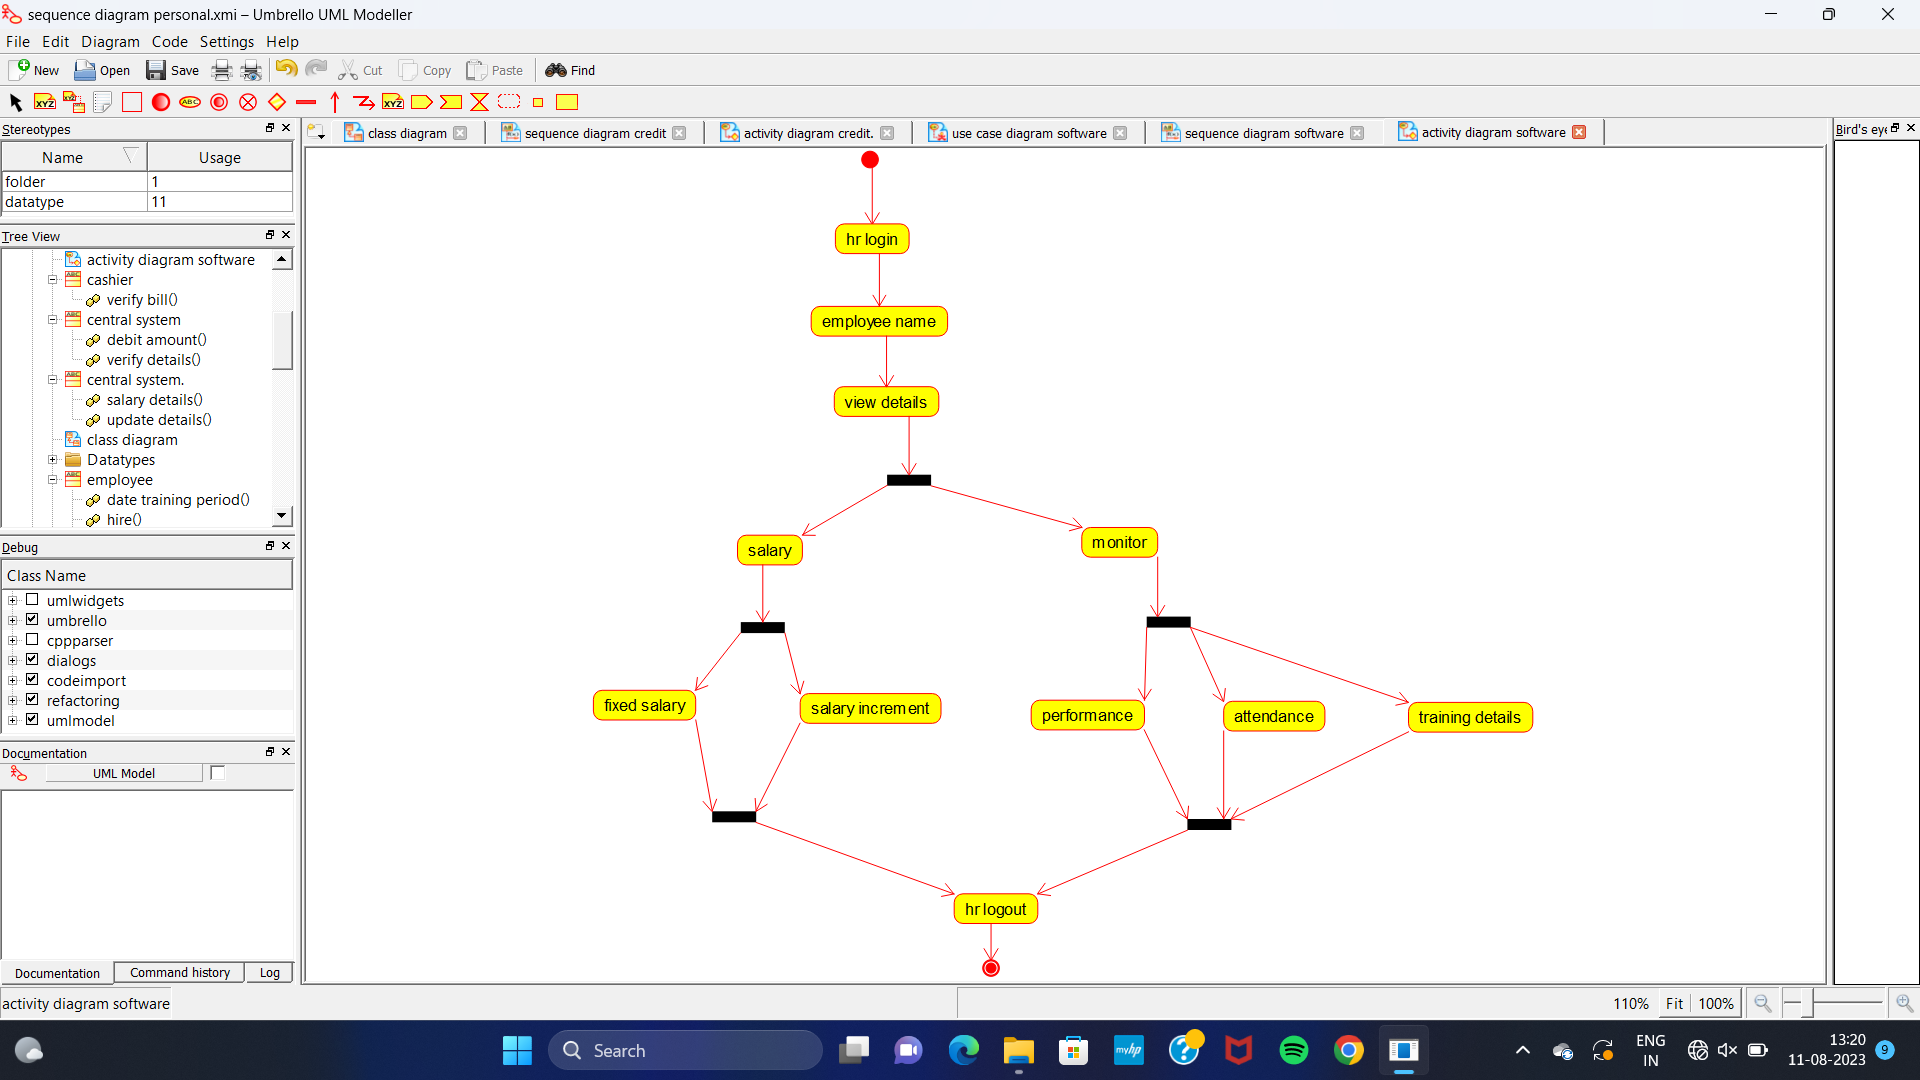 sequence diagram personal.xmi – Umbrello UML Modeller
File Edit Diagram Code Settings Help
New Open Save Cut Copy Paste Find
XYZ XYZ ABC XYZ
Stereotypes
Name Usage
folder 1
datatype 11
Tree View
activity diagram software
cashier
verify bill()
central system
debit amount()
verify details()
central system.
salary details()
update details()
class diagram
Datatypes
employee
date training period()
hire()
Debug
Class Name
umlwidgets
umbrello
cppparser
dialogs
codeimport
refactoring
umlmodel
Documentation
UML Model
Documentation Command history Log
class diagram sequence diagram credit activity diagram credit. use case diagram software sequence diagram software activity diagram software
Bird's eye
hr login
employee name
view details
salary
monitor
fixed salary
salary increment
performance
attendance
training details
hr logout
activity diagram software
110% Fit 100%
Search
myhp
ENG
IN
13:20
11-08-2023
9